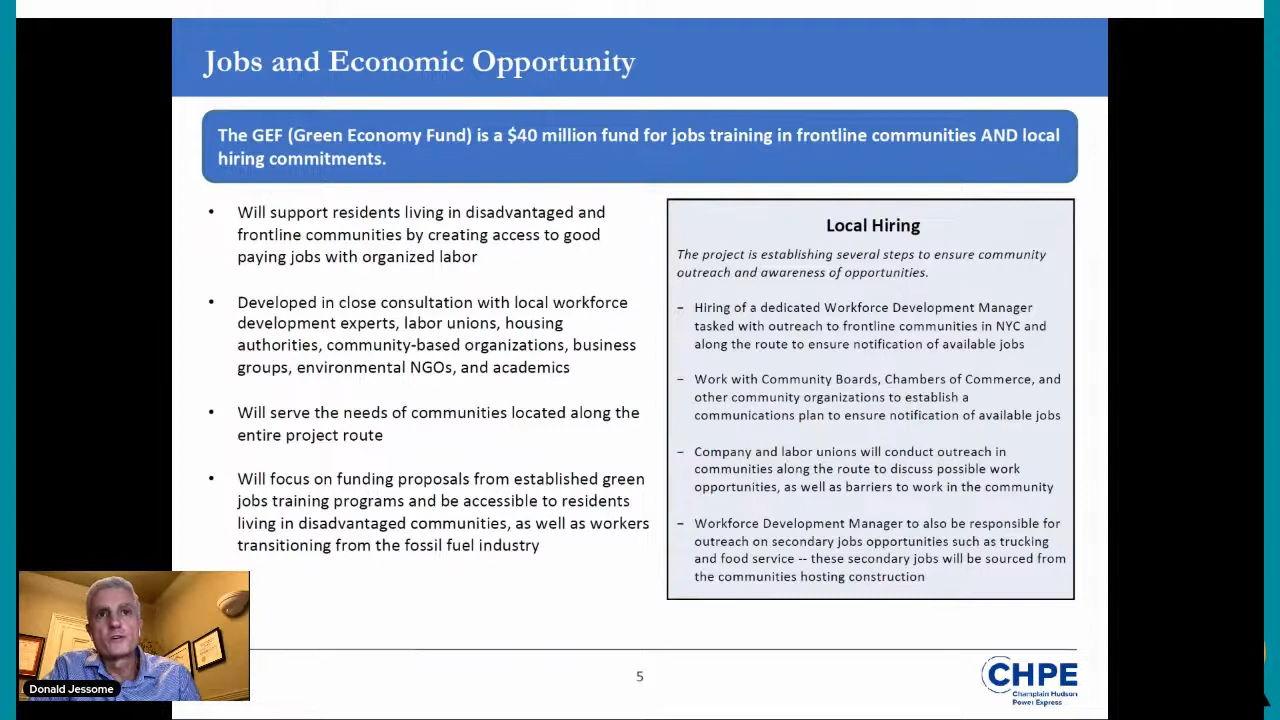 Jobs and Economic Opportunity
The GEF (Green Economy Fund) is a $40 million fund for jobs training in frontline communities AND local
hiring commitments.
• Will support residents living in disadvantaged and
frontline communities by creating access to good
paying jobs with organized labor
• Developed in close consultation with local workforce
development experts, labor unions, housing
authorities, community-based organizations, business
groups, environmental NGOs, and academics
• Will serve the needs of communities located along the
entire project route
• Will focus on funding proposals from established green
jobs training programs and be accessible to residents
living in disadvantaged communities, as well as workers
transitioning from the fossil fuel industry
Local Hiring
The project is establishing several steps to ensure community
outreach and awareness of opportunities.
– Hiring of a dedicated Workforce Development Manager
tasked with outreach to frontline communities in NYC and
along the route to ensure notification of available jobs
– Work with Community Boards, Chambers of Commerce, and
other community organizations to establish a
communications plan to ensure notification of available jobs
– Company and labor unions will conduct outreach in
communities along the route to discuss possible work
opportunities, as well as barriers to work in the community
– Workforce Development Manager to also be responsible for
outreach on secondary jobs opportunities such as trucking
and food service -- these secondary jobs will be sourced from
the communities hosting construction
Donald Jessome
5
CHPE
Champlain Hudson
Power Express